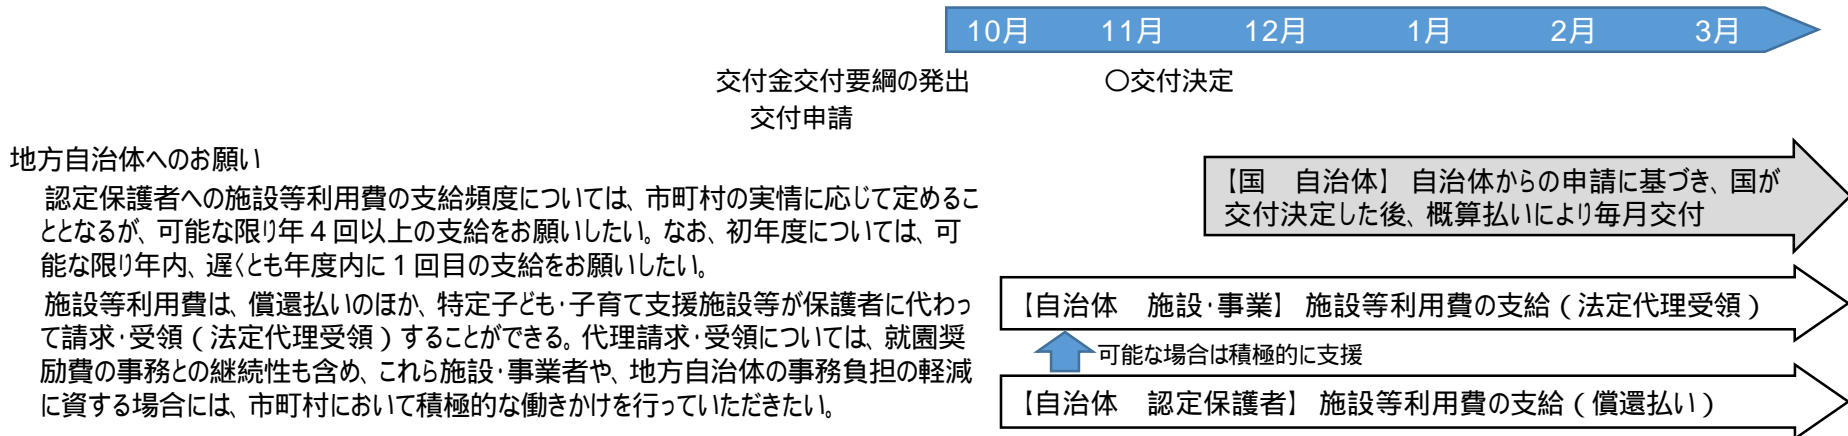 10月 11月 12月 1月 2月 3月
交付金交付要綱の発出 ○交付決定
交付申請
地方自治体へのお願い
認定保護者への施設等利用費の支給頻度については、市町村の実情に応じて定めるこ
ととなるが、可能な限り年４回以上の支給をお願いしたい。なお、初年度については、可
能な限り年内、遅くとも年度内に１回目の支給をお願いしたい。
施設等利用費は、償還払いのほか、特定子ども・子育て支援施設等が保護者に代わっ
て請求・受領（法定代理受領）することができる。代理請求・受領については、就園奨
励費の事務との継続性も含め、これら施設・事業者や、地方自治体の事務負担の軽減
に資する場合には、市町村において積極的な働きかけを行っていただきたい。
【国　自治体】 自治体からの申請に基づき、国が
交付決定した後、概算払いにより毎月交付
【自治体　施設・事業】 施設等利用費の支給（法定代理受領）
可能な場合は積極的に支援
【自治体　認定保護者】 施設等利用費の支給（償還払い）